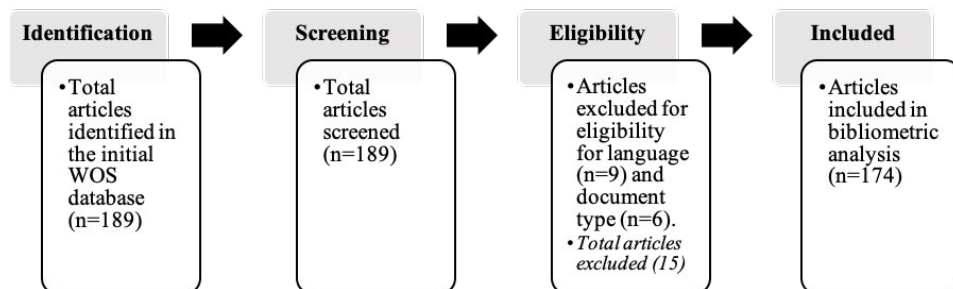 Identification
Screening
Eligibility
Included
•Total
articles
identified in
the initial
WOS
database
(n=189)
•Total
articles
screened
(n=189)
•Articles
excluded for
eligibility
for language
(n=9) and
document
type (n=6).
•Total articles
excluded (15)
•Articles
included in
bibliometric
analysis
(n=174)